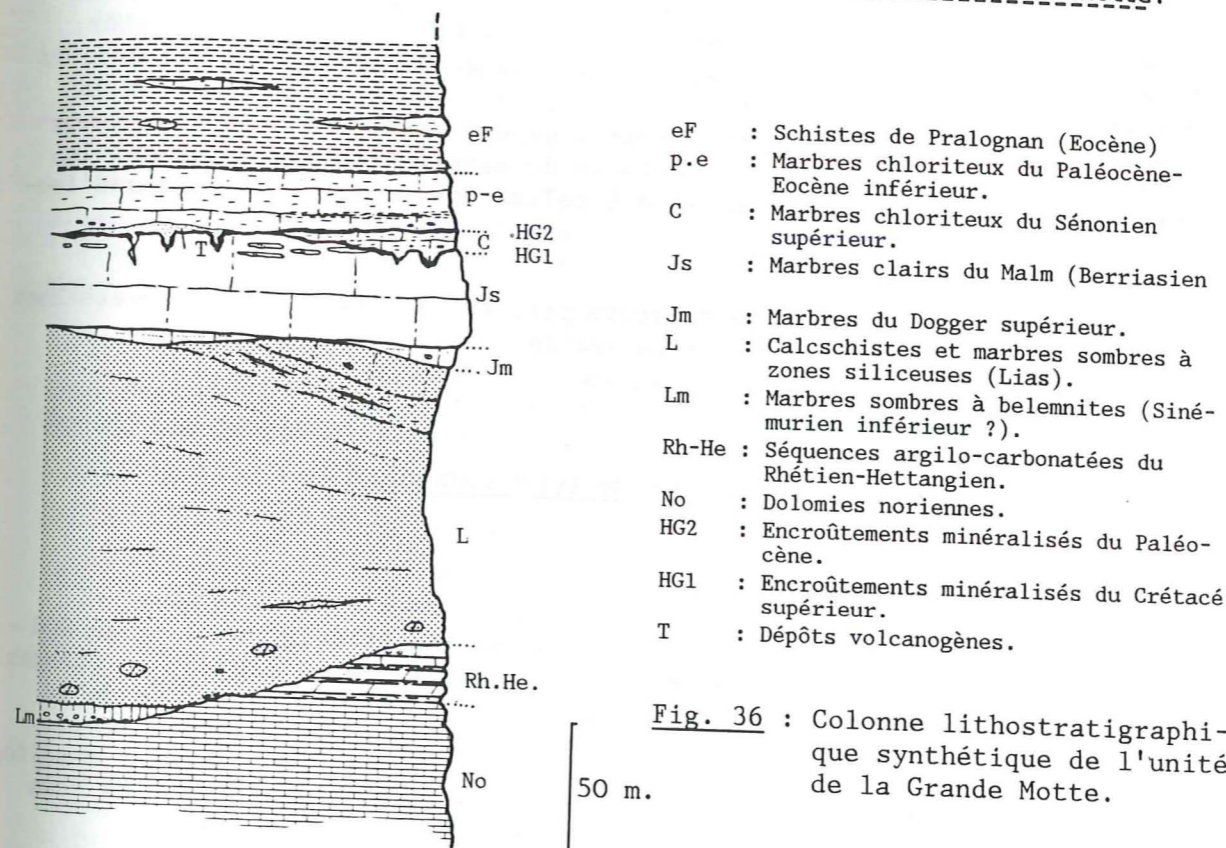 eF
p-e
HG2
C
HG1
T
Js
Jm
L
Rh.He.
Lm
No
50 m.
eF : Schistes de Pralognan (Eocène)
p.e : Marbres chloriteux du Paléocène-
Eocène inférieur.
C : Marbres chloriteux du Sénonien
supérieur.
Js : Marbres clairs du Malm (Berriasien
Jm : Marbres du Dogger supérieur.
L : Calcschistes et marbres sombres à
zones siliceuses (Lias).
Lm : Marbres sombres à belemnites (Siné-
murien inférieur ?).
Rh-He : Séquences argilo-carbonatées du
Rhétien-Hettangien.
No : Dolomies noriennes.
HG2 : Encroûtements minéralisés du Paléo-
cène.
HG1 : Encroûtements minéralisés du Crétacé
supérieur.
T : Dépôts volcanogènes.
Fig. 36 : Colonne lithostratigraphi-
que synthétique de l'unité
de la Grande Motte.